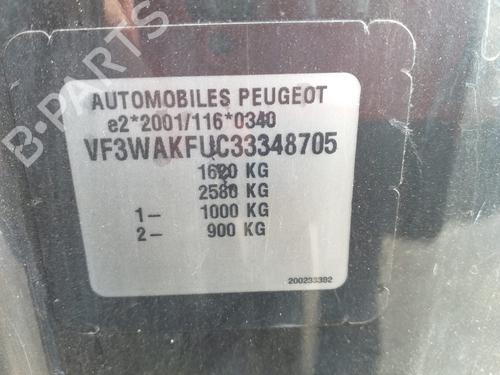 B-PARTS
AUTOMOBILES PEUGEOT
e2*2001/116*0340
VF3WAKFUC33348705
1620 KG
2580 KG
1- 1000 KG
2- 900 KG
200233382